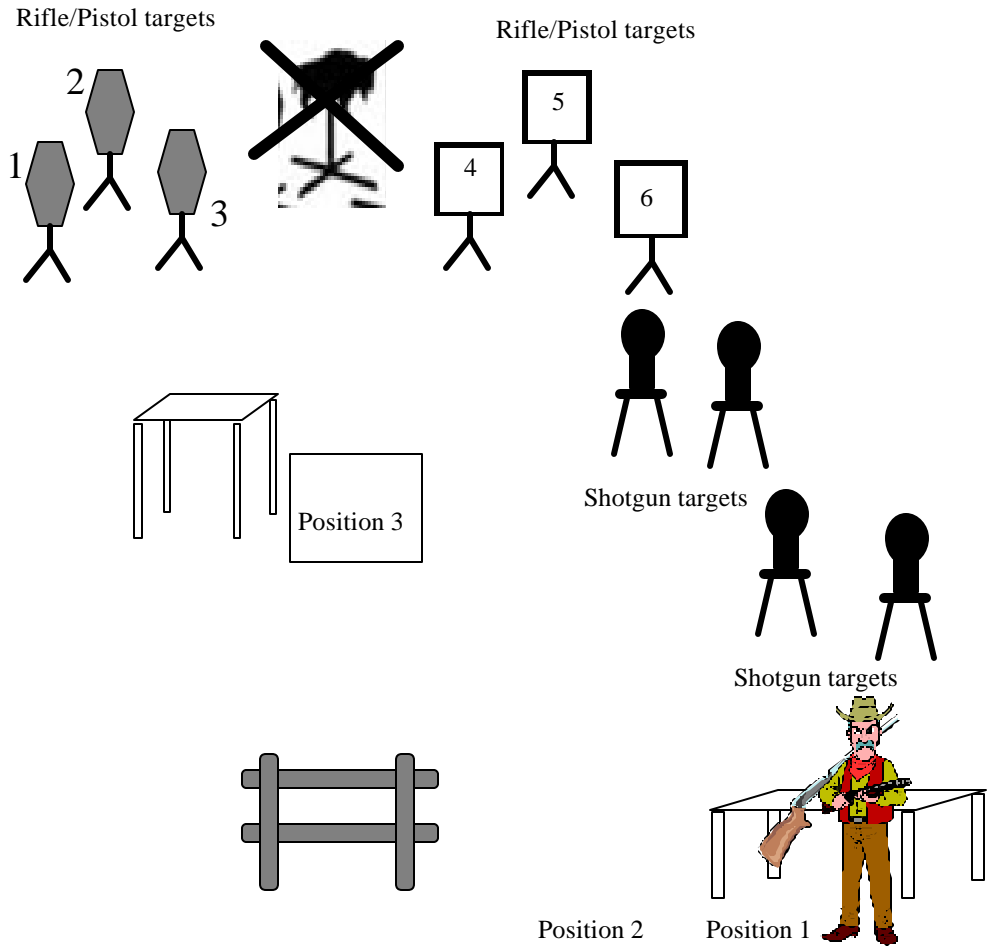 Rifle/Pistol targets
Rifle/Pistol targets
2
5
1
4
3
6
Position 3
Shotgun targets
Shotgun targets
Position 2
Position 1